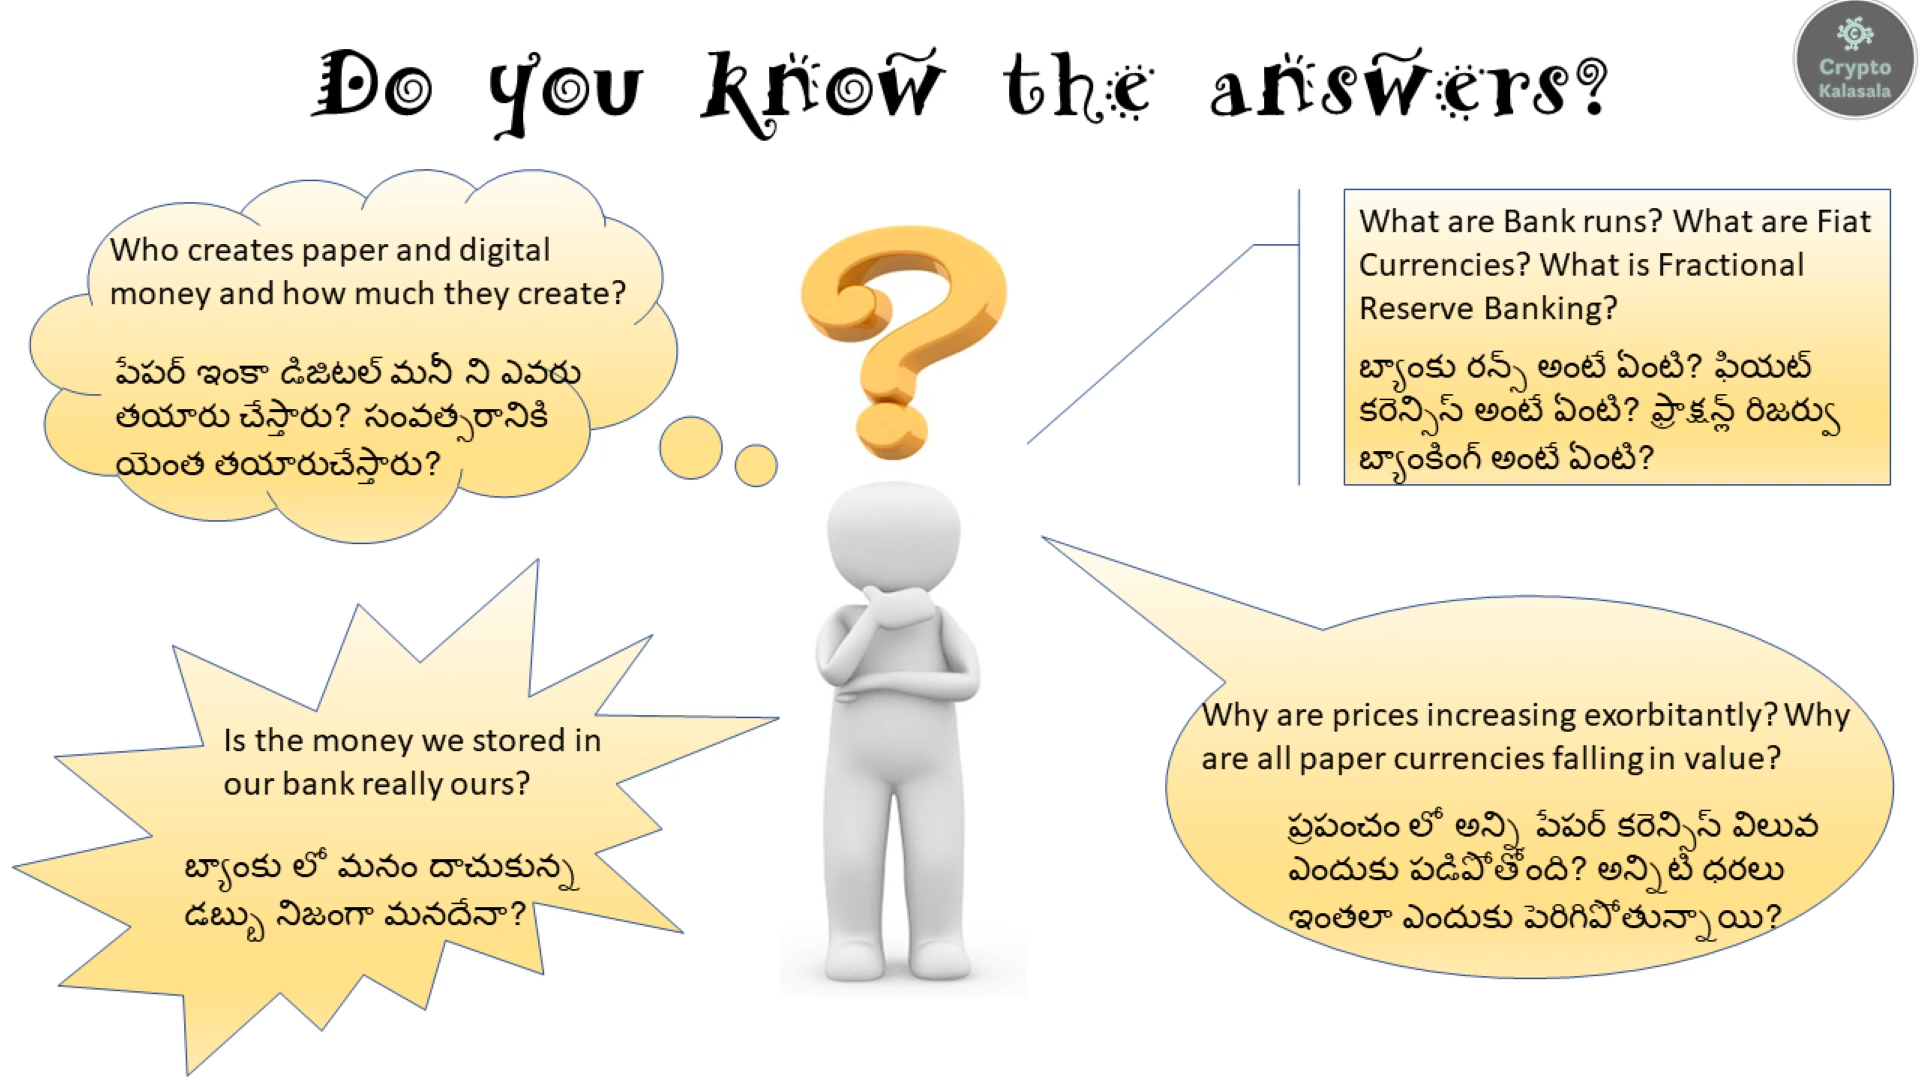 Do you know the answers?
Crypto
Kalasala
Who creates paper and digital
money and how much they create?
పేపర్ ఇంకా డిజిటల్ మనీ ని ఎవరు
తయారు చేస్తారు? సంవత్సరానికి
యెంత తయారుచేస్తారు?
What are Bank runs? What are Fiat
Currencies? What is Fractional
Reserve Banking?
బ్యాంకు రన్స్ అంటే ఏంటి? ఫియట్
కరెన్సిస్ అంటే ఏంటి? ఫ్రాక్షన్ల్ రిజర్వు
బ్యాంకింగ్ అంటే ఏంటి?
Is the money we stored in
our bank really ours?
బ్యాంకు లో మనం దాచుకున్న
డబ్బు నిజంగా మనదేనా?
Why are prices increasing exorbitantly? Why
are all paper currencies falling in value?
ప్రపంచం లో అన్ని పేపర్ కరెన్సిస్ విలువ
ఎందుకు పడిపోతోంది? అన్నిటి ధరలు
ఇంతలా ఎందుకు పెరిగిపోతున్నాయి?